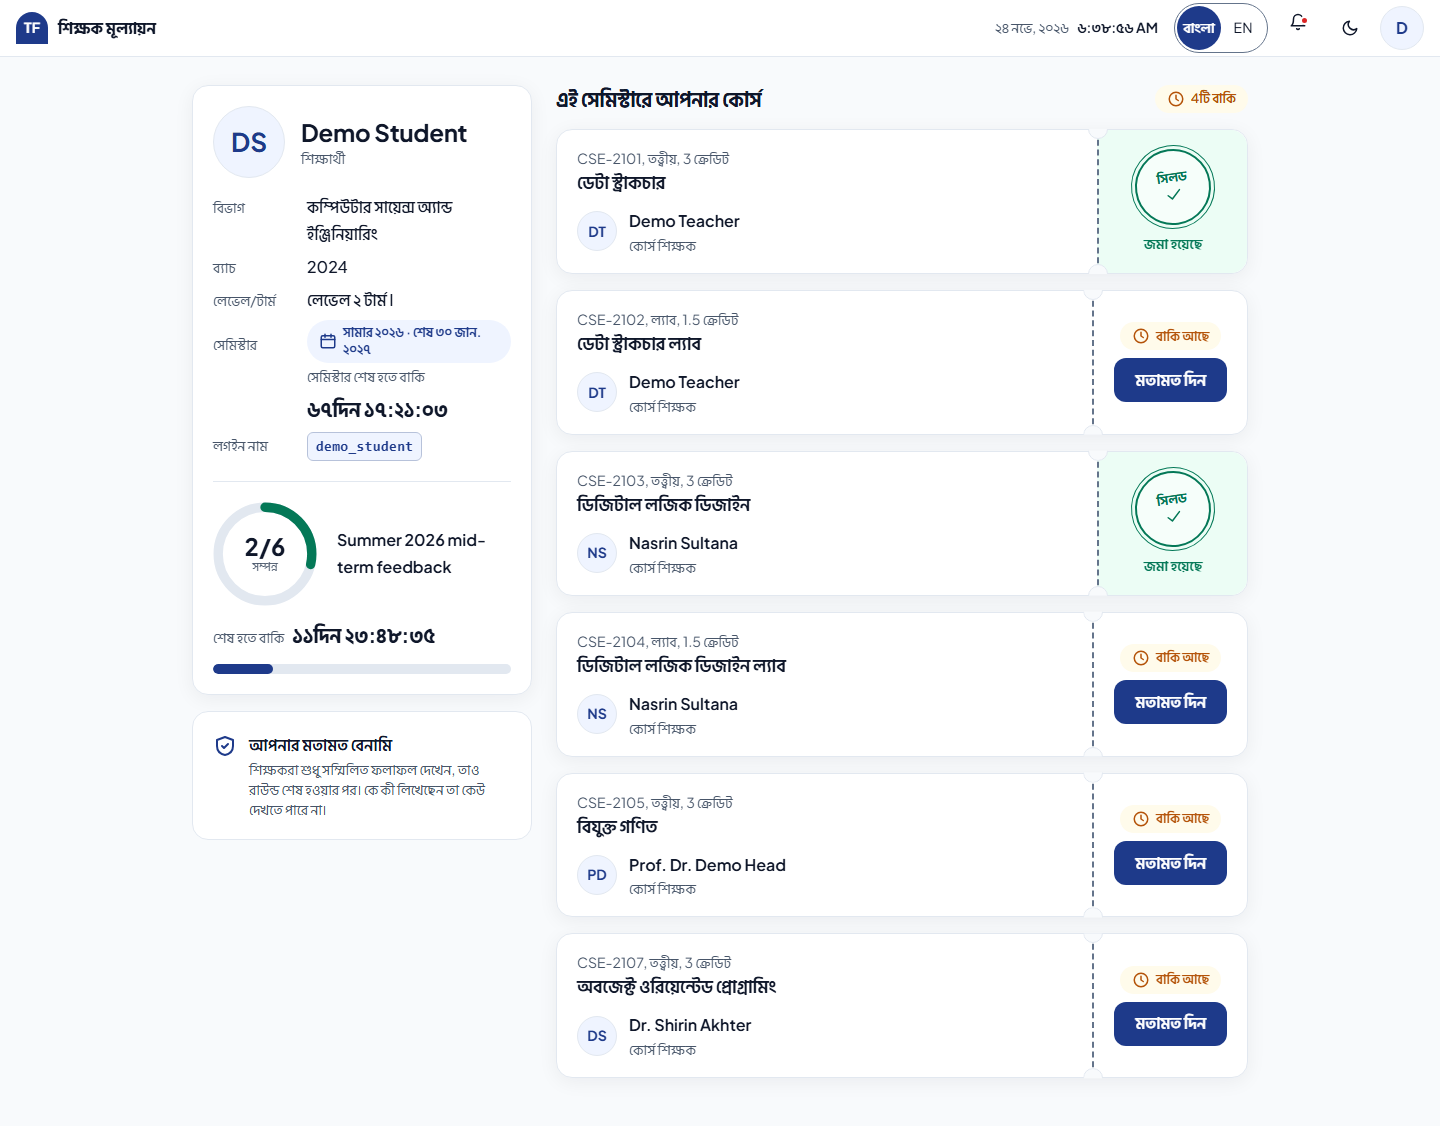 TF শিক্ষক মূল্যায়ন
২৪ নভে, ২০২৬ ৬:৩৮:৫৬ AM বাংলা EN D
DS
Demo Student
শিক্ষার্থী
বিভাগ কম্পিউটার সায়েন্স অ্যান্ড
ইঞ্জিনিয়ারিং
ব্যাচ 2024
লেভেল/টার্ম লেভেল ২ টার্ম I
সেমিস্টার সামার ২০২৬ · শেষ ৩০ জান.
২০২৭
সেমিস্টার শেষ হতে বাকি
৬৭দিন ১৭:২১:০৩
লগইন নাম demo_student
2/6
সম্পন্ন
Summer 2026 mid-
term feedback
শেষ হতে বাকি ১১দিন ২৩:৪৮:৩৫
আপনার মতামত বেনামি
শিক্ষকরা শুধু সম্মিলিত ফলাফল দেখেন, তাও
রাউন্ড শেষ হওয়ার পর। কে কী লিখেছেন তা কেউ
দেখতে পারে না।
এই সেমিস্টারে আপনার কোর্স
4টি বাকি
CSE-2101, তত্ত্বীয়, 3 ক্রেডিট
ডেটা স্ট্রাকচার
DT Demo Teacher
কোর্স শিক্ষক
সিলড
জমা হয়েছে
CSE-2102, ল্যাব, 1.5 ক্রেডিট
ডেটা স্ট্রাকচার ল্যাব
DT Demo Teacher
কোর্স শিক্ষক
বাকি আছে
মতামত দিন
CSE-2103, তত্ত্বীয়, 3 ক্রেডিট
ডিজিটাল লজিক ডিজাইন
NS Nasrin Sultana
কোর্স শিক্ষক
সিলড
জমা হয়েছে
CSE-2104, ল্যাব, 1.5 ক্রেডিট
ডিজিটাল লজিক ডিজাইন ল্যাব
NS Nasrin Sultana
কোর্স শিক্ষক
বাকি আছে
মতামত দিন
CSE-2105, তত্ত্বীয়, 3 ক্রেডিট
বিযুক্ত গণিত
PD Prof. Dr. Demo Head
কোর্স শিক্ষক
বাকি আছে
মতামত দিন
CSE-2107, তত্ত্বীয়, 3 ক্রেডিট
অবজেক্ট ওরিয়েন্টেড প্রোগ্রামিং
DS Dr. Shirin Akhter
কোর্স শিক্ষক
বাকি আছে
মতামত দিন